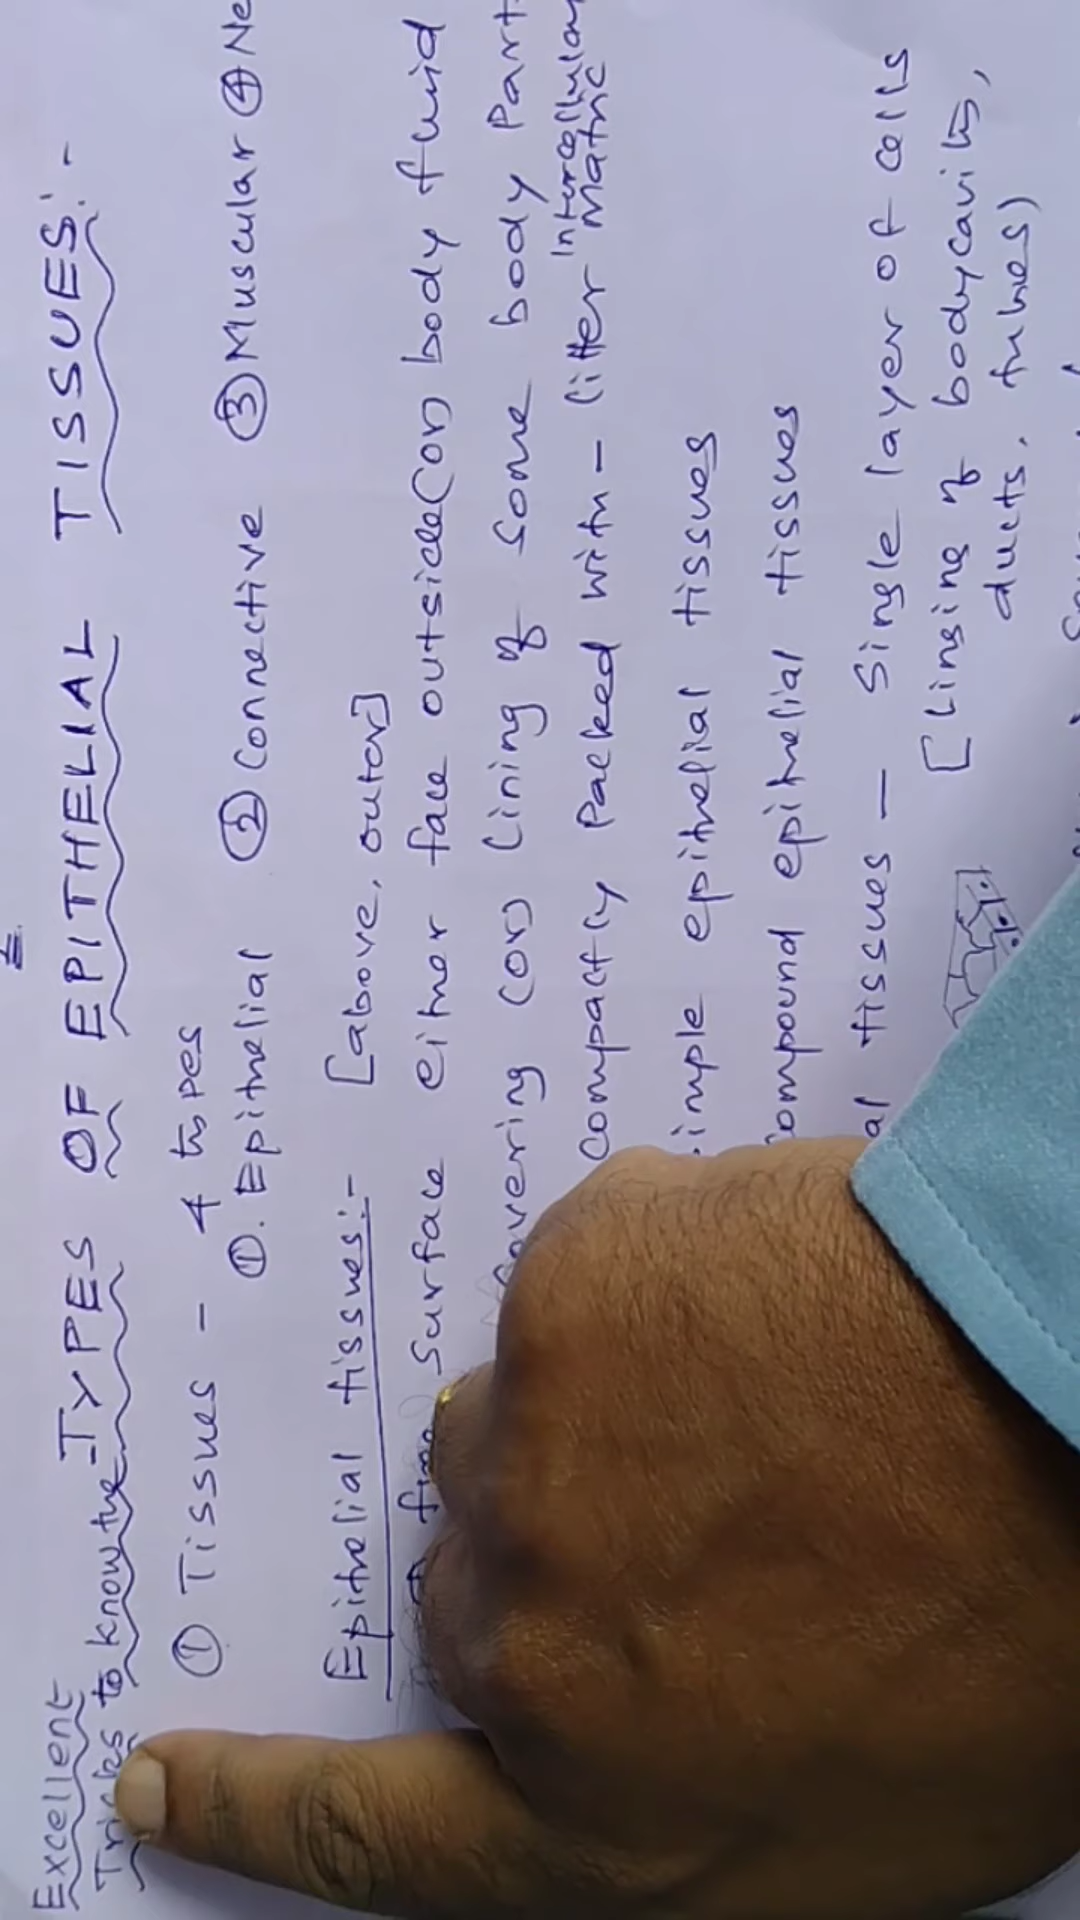 Excellent
Tricks to know the TYPES OF EPITHELIAL TISSUES:-
① Tissues - 4 types
①. Epithelial ② Connective ③ Muscular ④ Ne
Epithelial tissues:- [above, outer]
surface either face outside (or) body fluid
covering (or) lining of some body part
compactly packed with - litter Intercellular matric
imple epithelial tissues
ompound epithelial tissues
al tissues - Single layer of cells
[Linsing of bodycavity,
ducts, tubes)